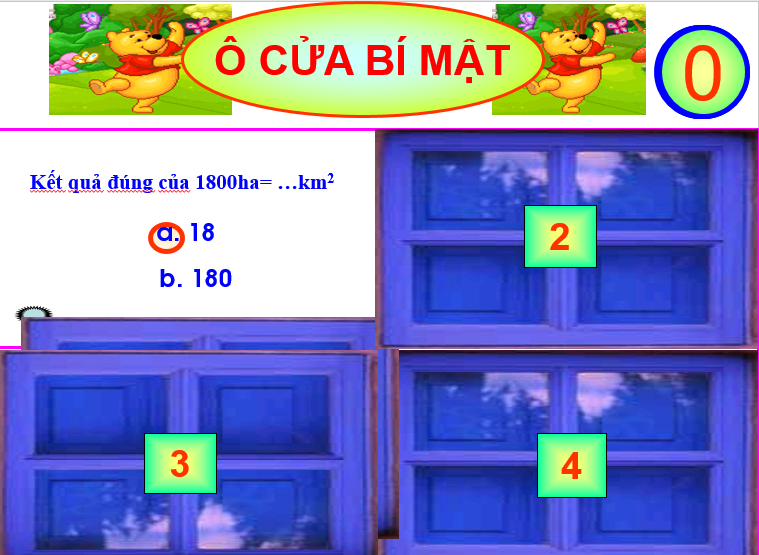 Ô CỬA BÍ MẬT
0
Kết quả đúng của 1800ha= …km²
a. 18
b. 180
2
3
4